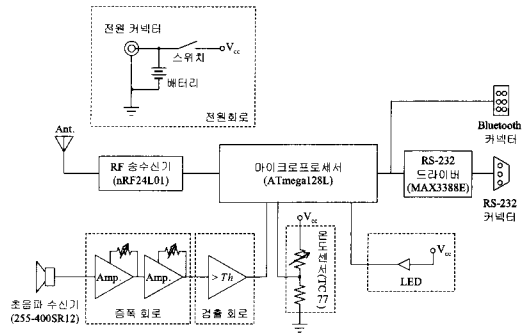 전원 커넥터
스위치
Vcc
배터리
전원회로
Ant.
RF 송수신기
(nRF24L01)
마이크로프로세서
(ATmega128L)
Bluetooth
커넥터
RS-232
드라이버
(MAX3388E)
RS-232
커넥터
초음파 수신기
(255-400SR12)
Amp.
Amp.
증폭 회로
> Th
검출 회로
Vcc
온도센서(TC77)
Vcc
LED